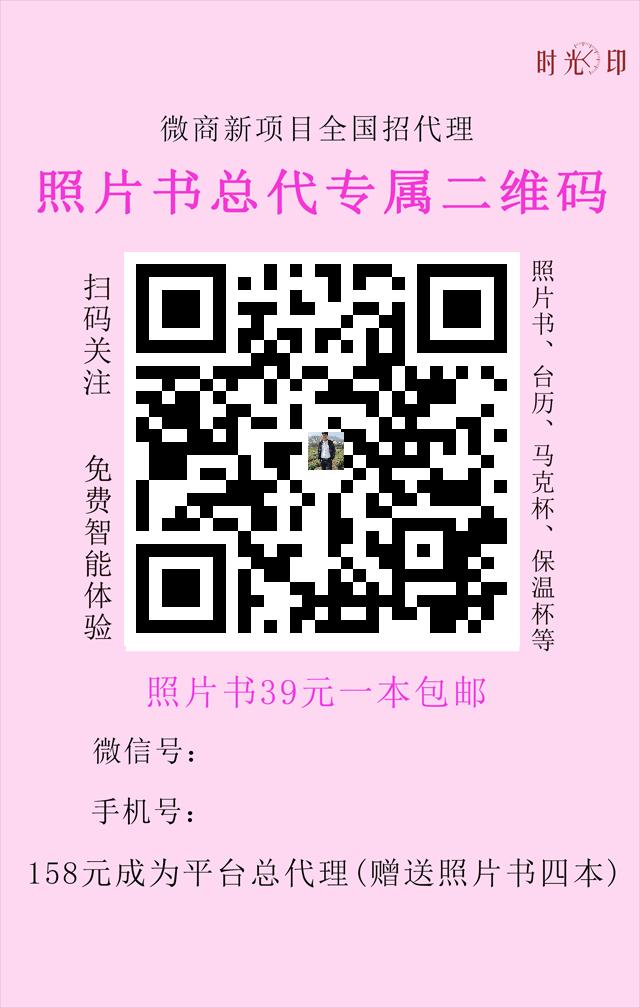 时光印
微商新项目全国招代理
照片书总代专属二维码
扫码关注 免费智能体验
照片书、台历、马克杯、保温杯等
照片书39元一本包邮
微信号：
手机号：
158元成为平台总代理(赠送照片书四本)